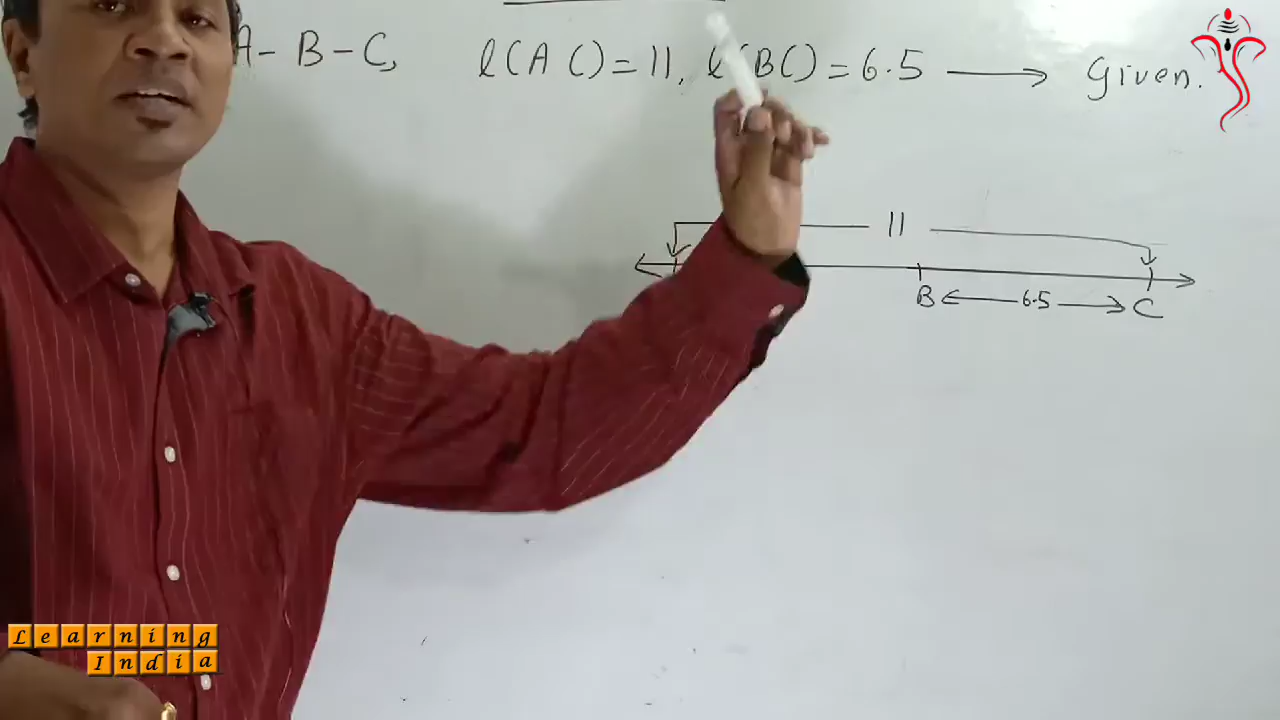 A - B - C, l(AC) = 11, l(BC) = 6.5 ⟶ Given.
11
B 6.5 C
Learning
India